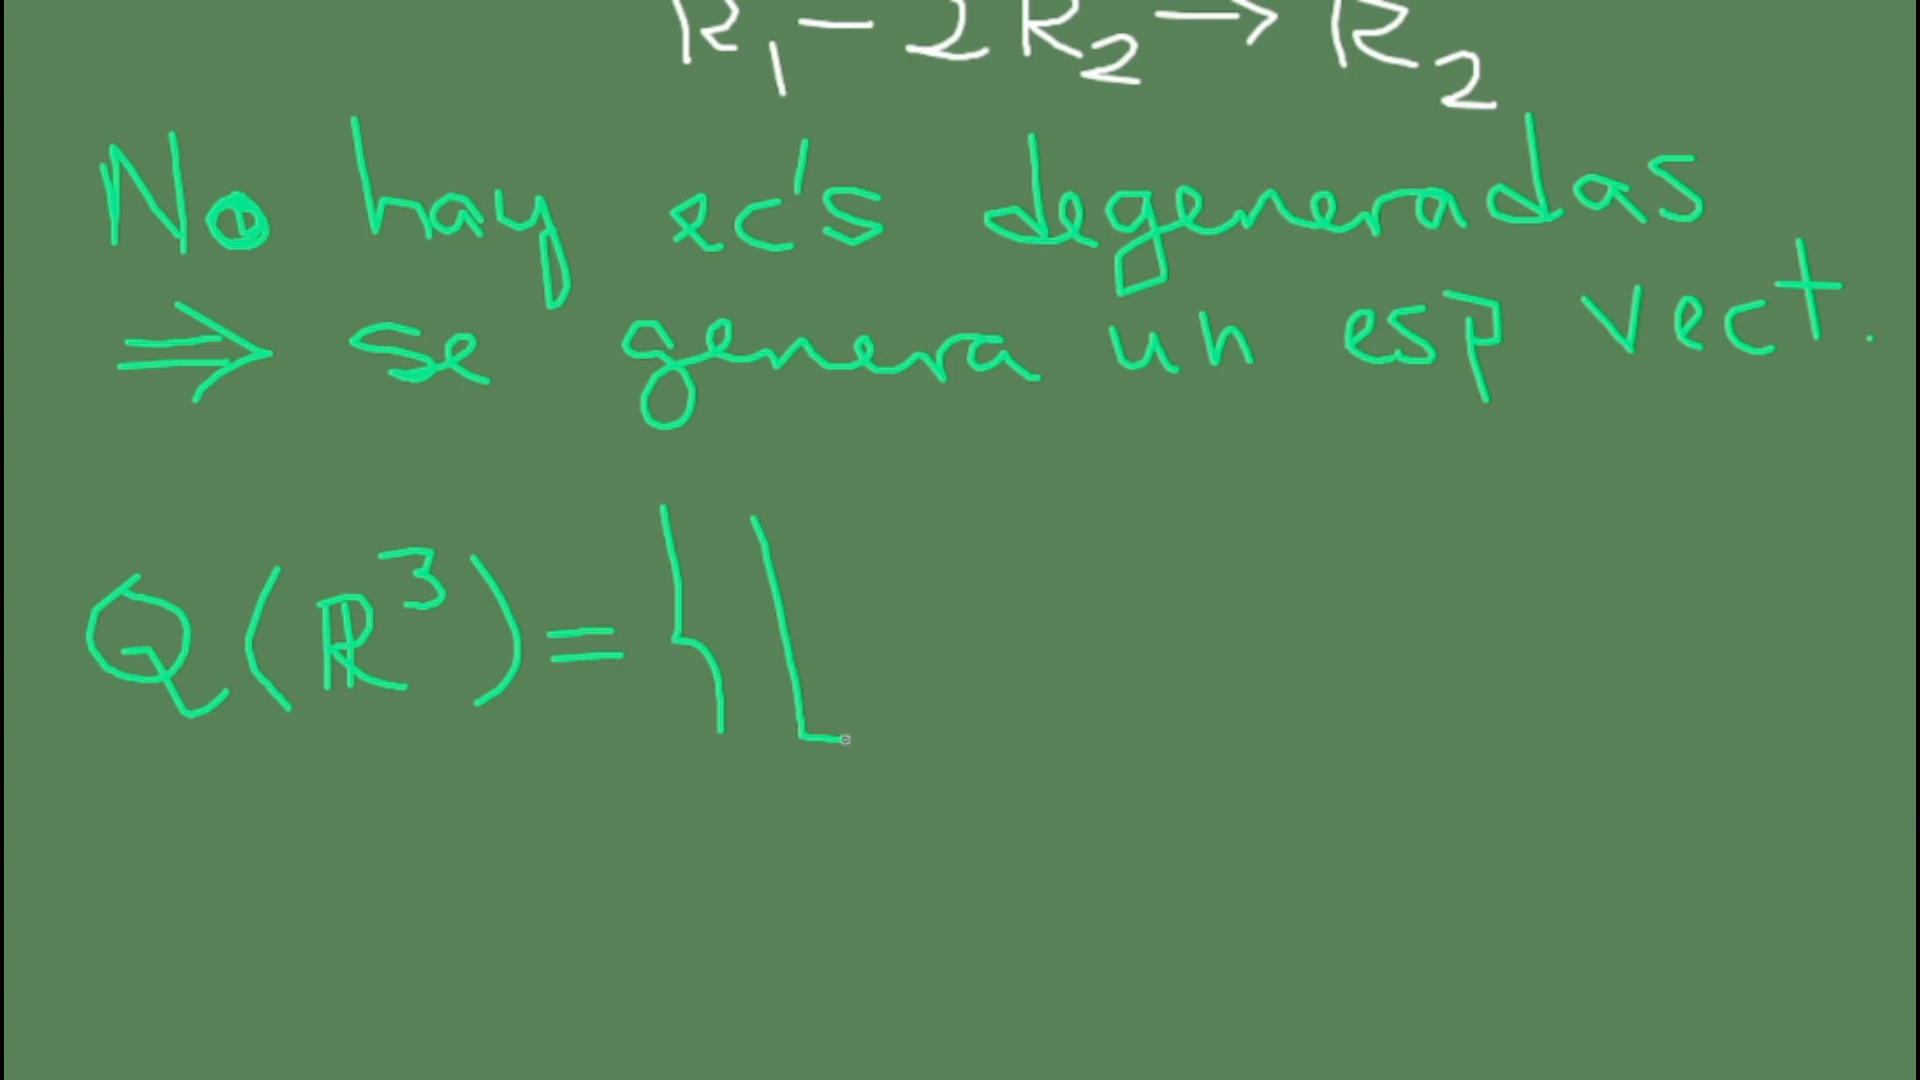 R₁ - 2R₂ → R₂
No hay ec's degeneradas
⇒ se genera un esp vect.
Q(ℝ³) = {